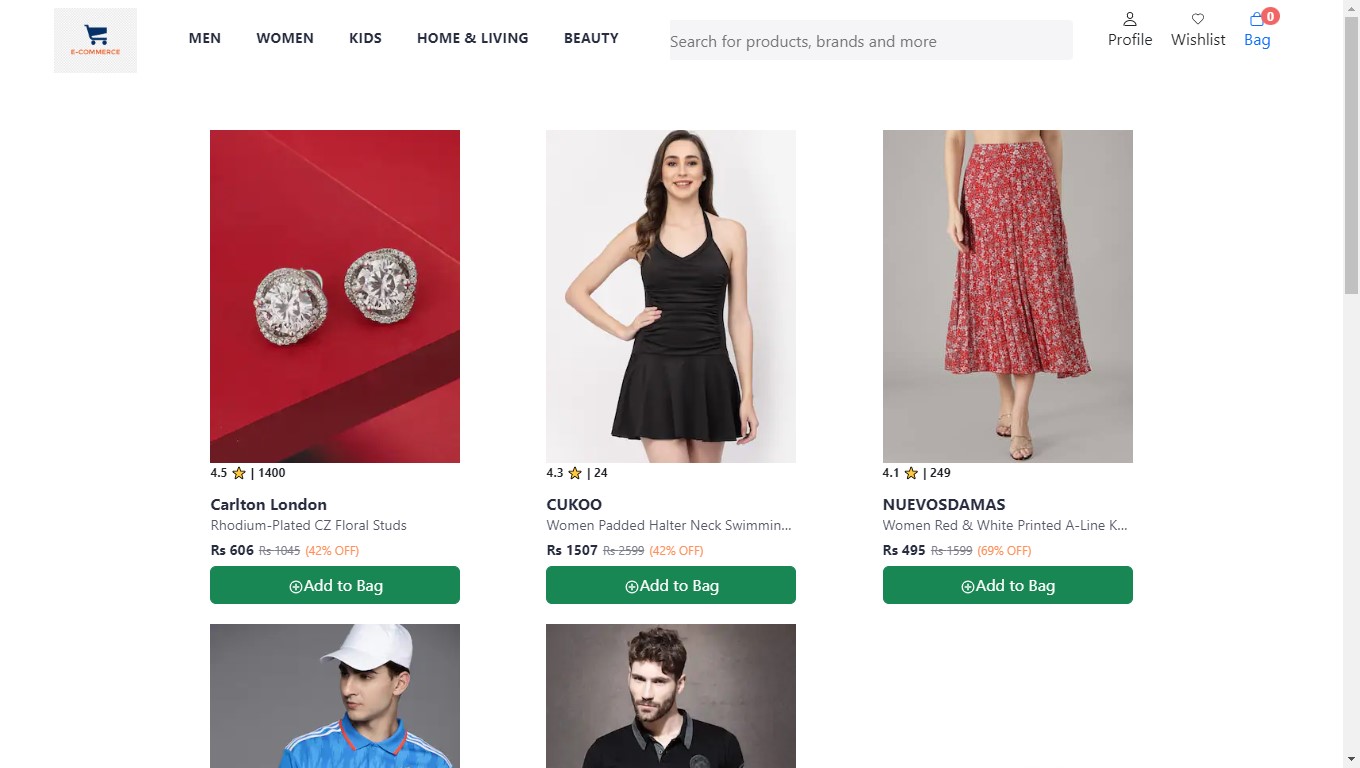 E-COMMERCE
MEN WOMEN KIDS HOME & LIVING BEAUTY
Search for products, brands and more
Profile Wishlist Bag 0
4.5 ⭐ | 1400
Carlton London
Rhodium-Plated CZ Floral Studs
Rs 606 Rs 1045 (42% OFF)
Add to Bag
4.3 ⭐ | 24
CUKOO
Women Padded Halter Neck Swimmin...
Rs 1507 Rs 2599 (42% OFF)
Add to Bag
4.1 ⭐ | 249
NUEVOSDAMAS
Women Red & White Printed A-Line K...
Rs 495 Rs 1599 (69% OFF)
Add to Bag